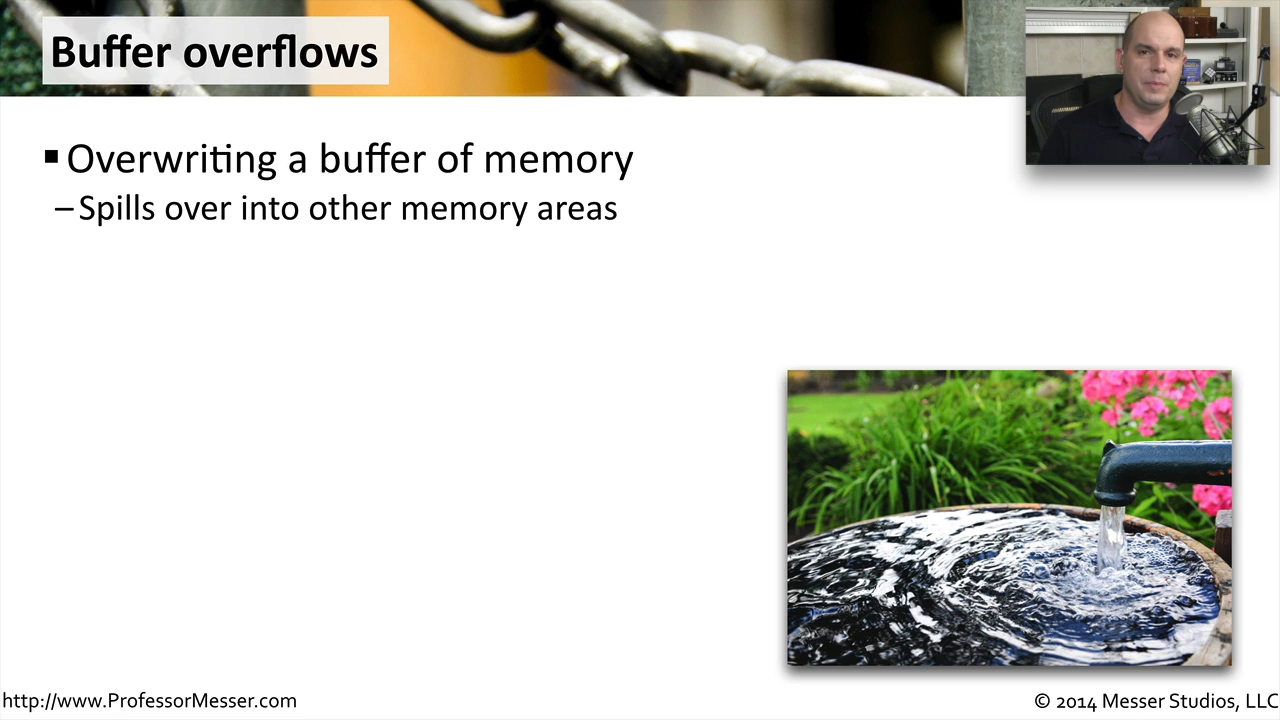 Buffer overflows
▪ Overwriting a buffer of memory
– Spills over into other memory areas
http://www.ProfessorMesser.com
© 2014 Messer Studios, LLC